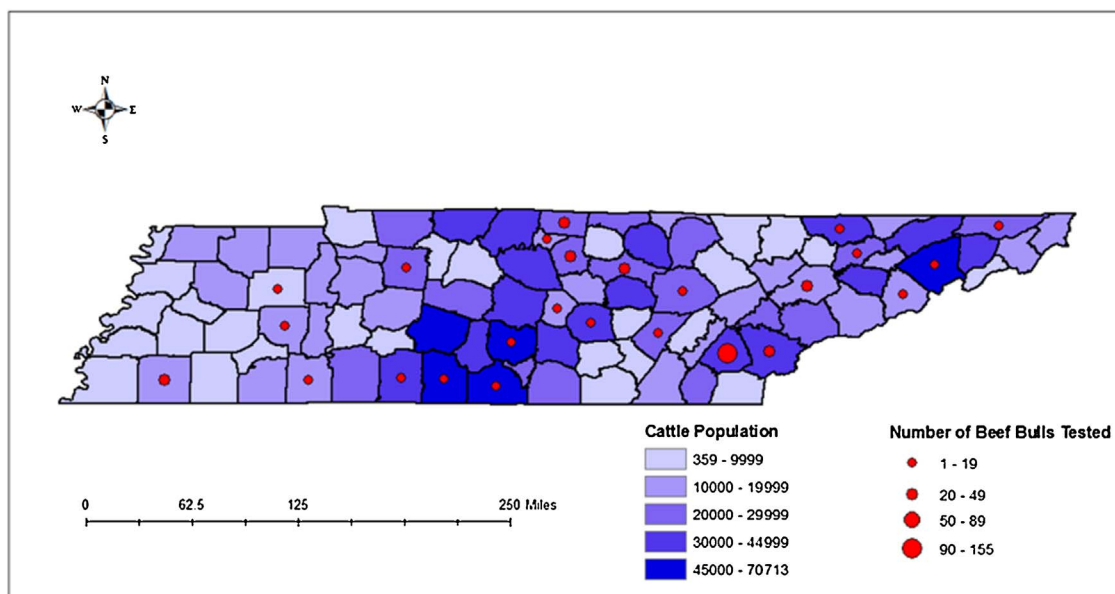 N
W E
S
Cattle Population
359 - 9999
10000 - 19999
20000 - 29999
30000 - 44999
45000 - 70713
Number of Beef Bulls Tested
1 - 19
20 - 49
50 - 89
90 - 155
0 62.5 125 250 Miles